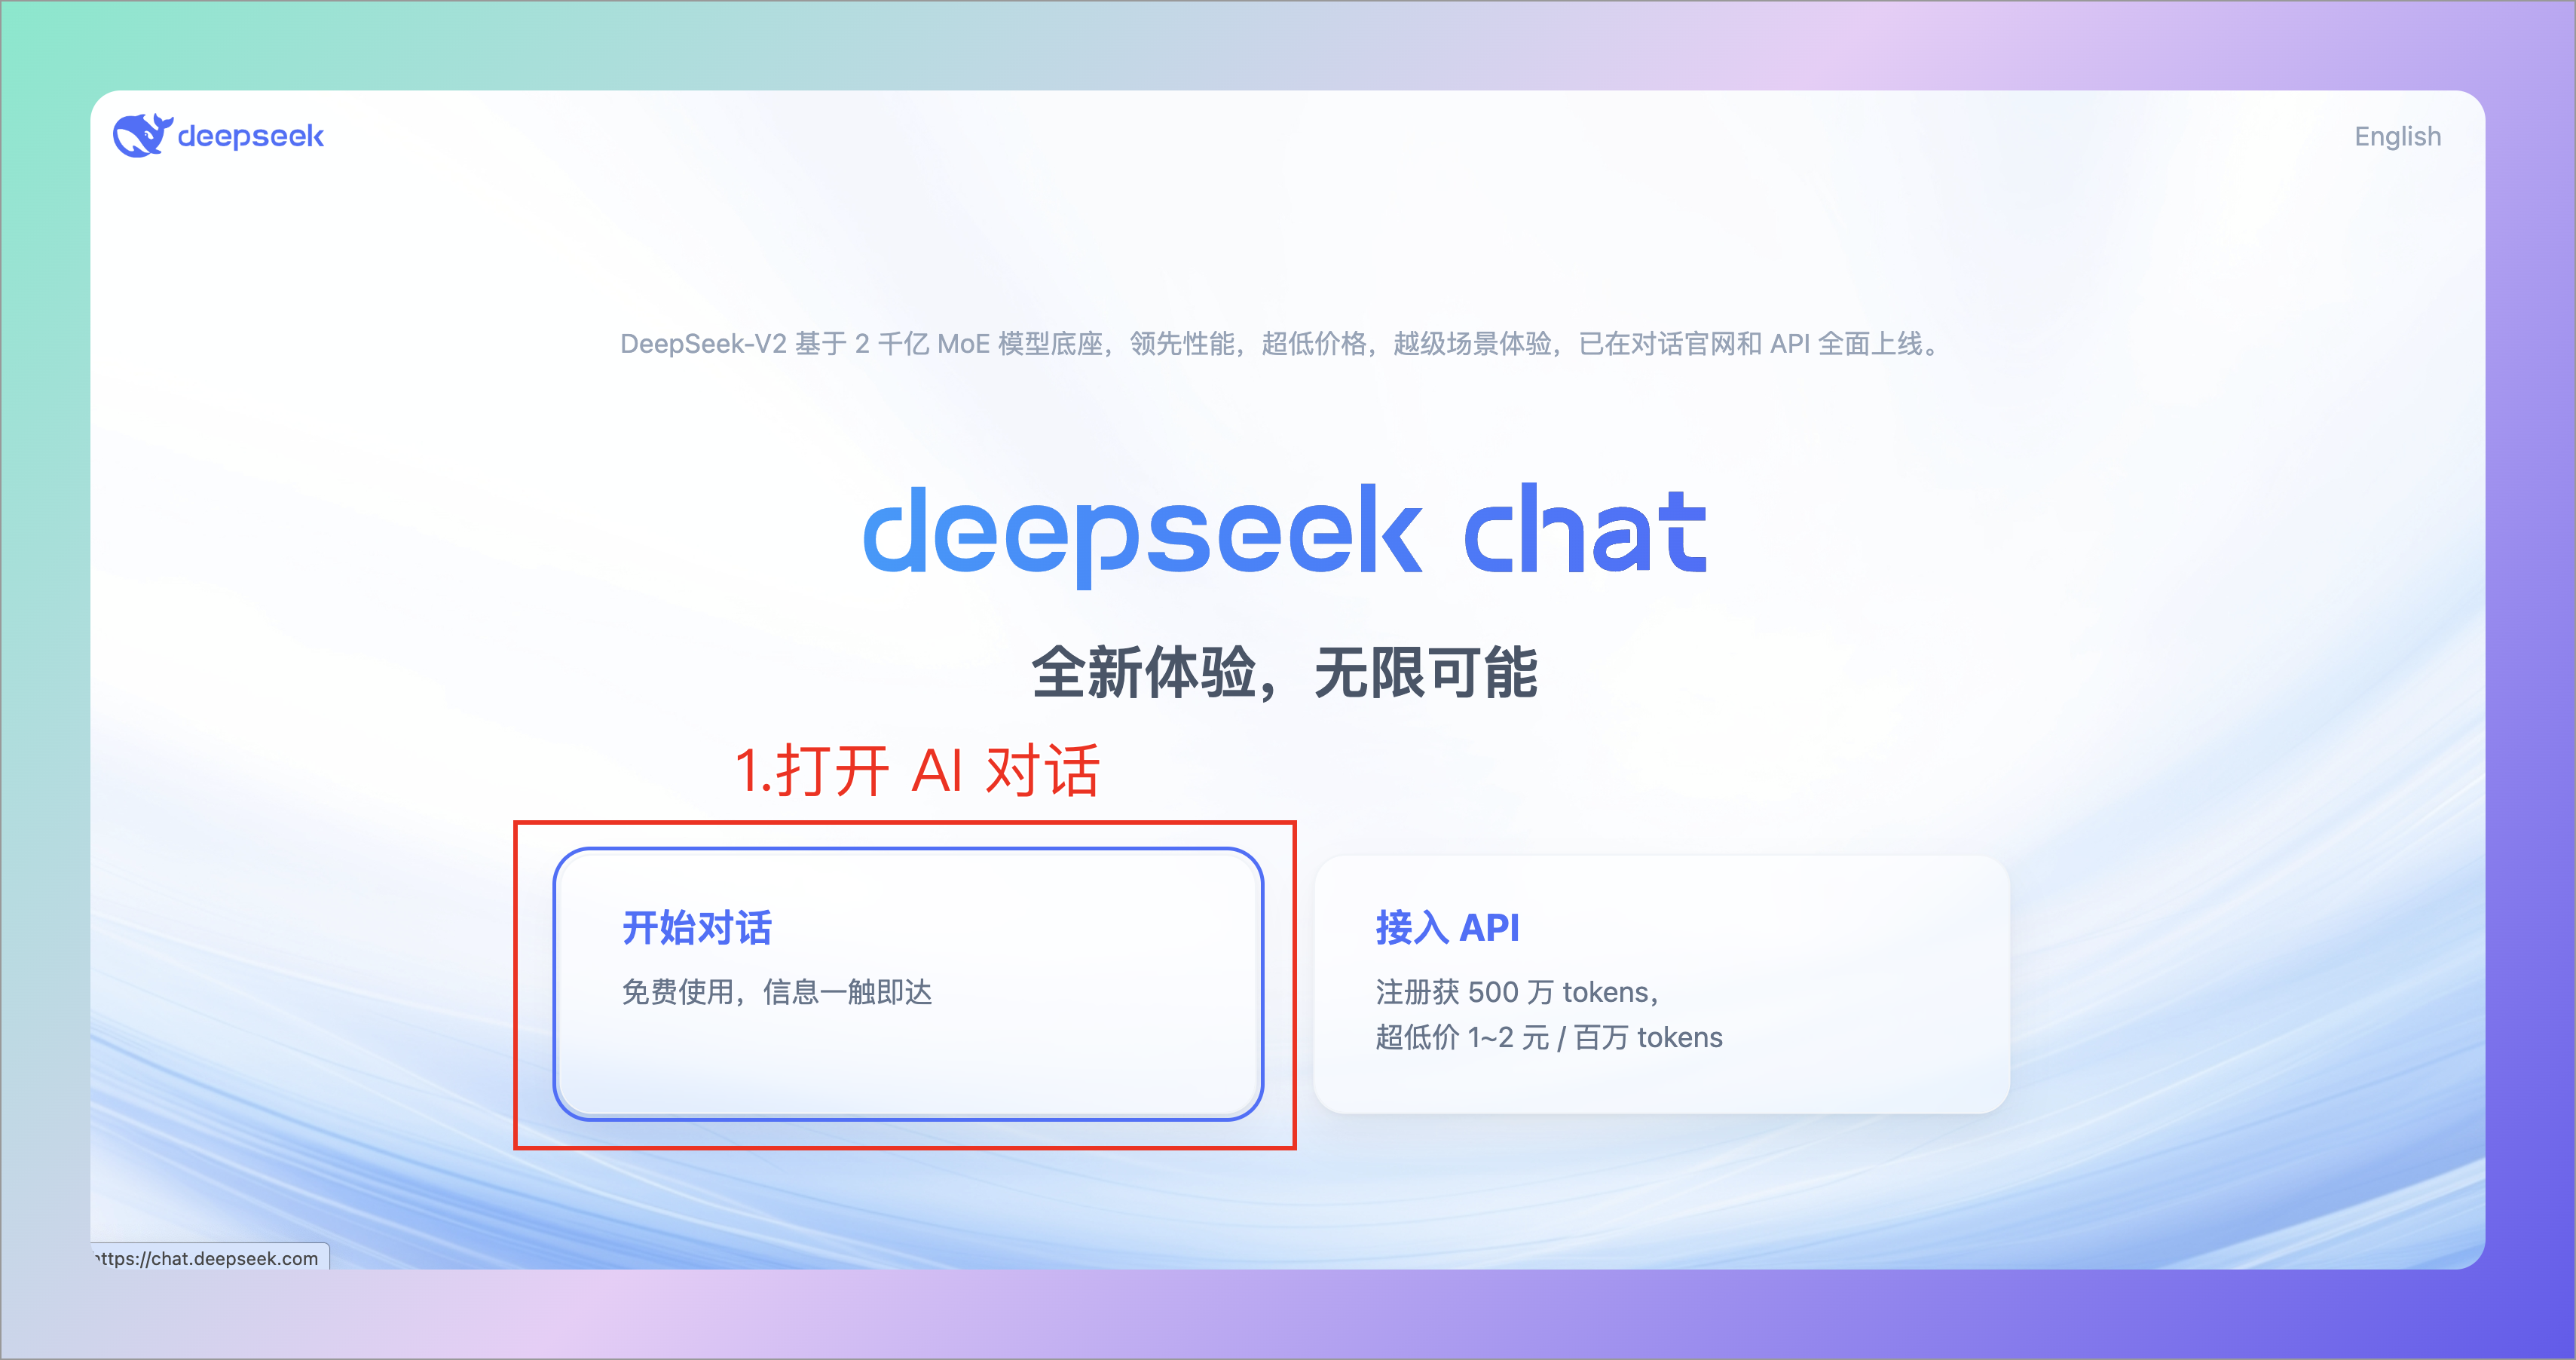 deepseek
English
DeepSeek-V2 基于 2 千亿 MoE 模型底座，领先性能，超低价格，越级场景体验，已在对话官网和 API 全面上线。
deepseek chat
全新体验，无限可能
1.打开 AI 对话
开始对话
免费使用，信息一触即达
接入 API
注册获 500 万 tokens，
超低价 1~2 元 / 百万 tokens
ttps://chat.deepseek.com